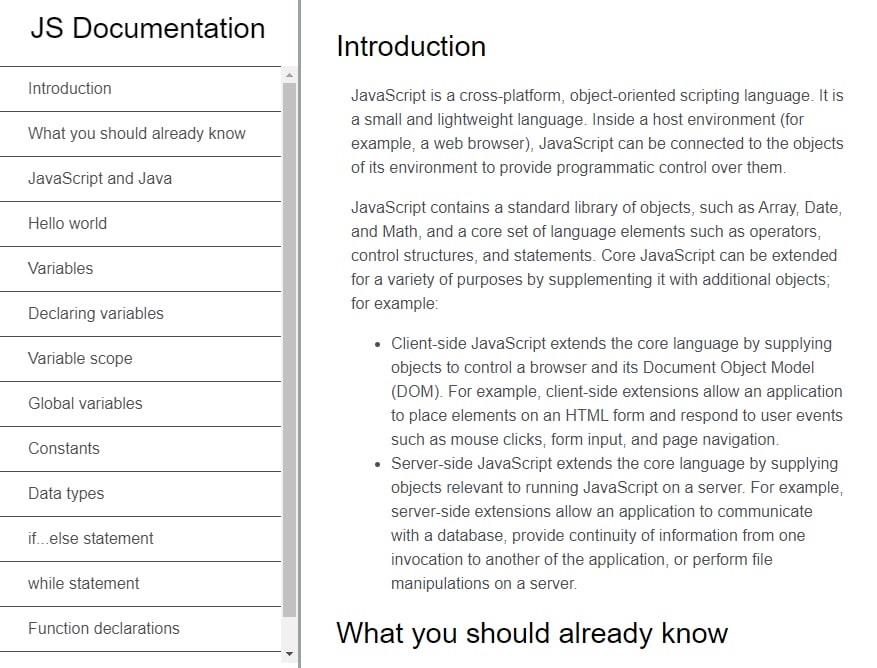 JS Documentation
Introduction
What you should already know
JavaScript and Java
Hello world
Variables
Declaring variables
Variable scope
Global variables
Constants
Data types
if...else statement
while statement
Function declarations
Introduction
JavaScript is a cross-platform, object-oriented scripting language. It is
a small and lightweight language. Inside a host environment (for
example, a web browser), JavaScript can be connected to the objects
of its environment to provide programmatic control over them.
JavaScript contains a standard library of objects, such as Array, Date,
and Math, and a core set of language elements such as operators,
control structures, and statements. Core JavaScript can be extended
for a variety of purposes by supplementing it with additional objects;
for example:
• Client-side JavaScript extends the core language by supplying
objects to control a browser and its Document Object Model
(DOM). For example, client-side extensions allow an application
to place elements on an HTML form and respond to user events
such as mouse clicks, form input, and page navigation.
• Server-side JavaScript extends the core language by supplying
objects relevant to running JavaScript on a server. For example,
server-side extensions allow an application to communicate
with a database, provide continuity of information from one
invocation to another of the application, or perform file
manipulations on a server.
What you should already know